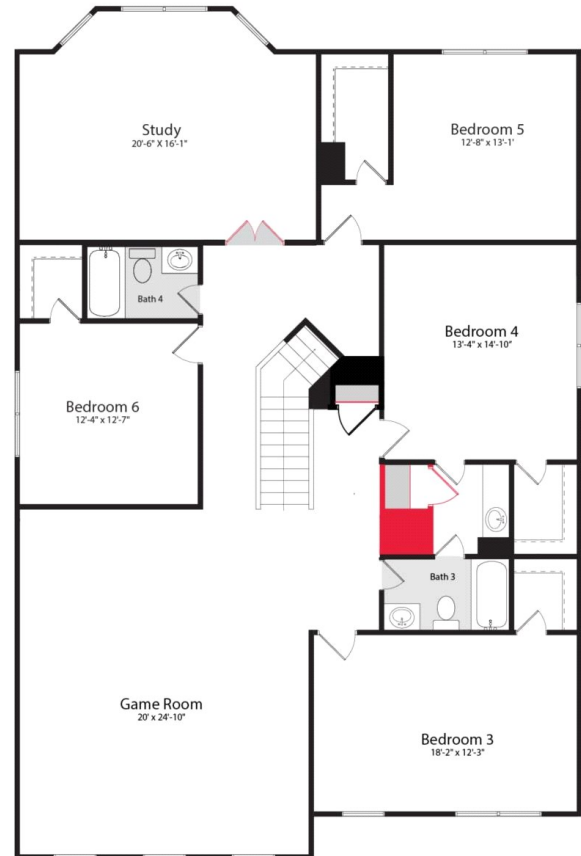 Study
20'-6" X 16'-1"
Bedroom 5
12'-8" x 13'-1'
Bath 4
Bedroom 4
13'-4" x 14'-10"
Bedroom 6
12'-4" x 12'-7"
Bath 3
Game Room
20' x 24'-10"
Bedroom 3
18'-2" x 12'-3"